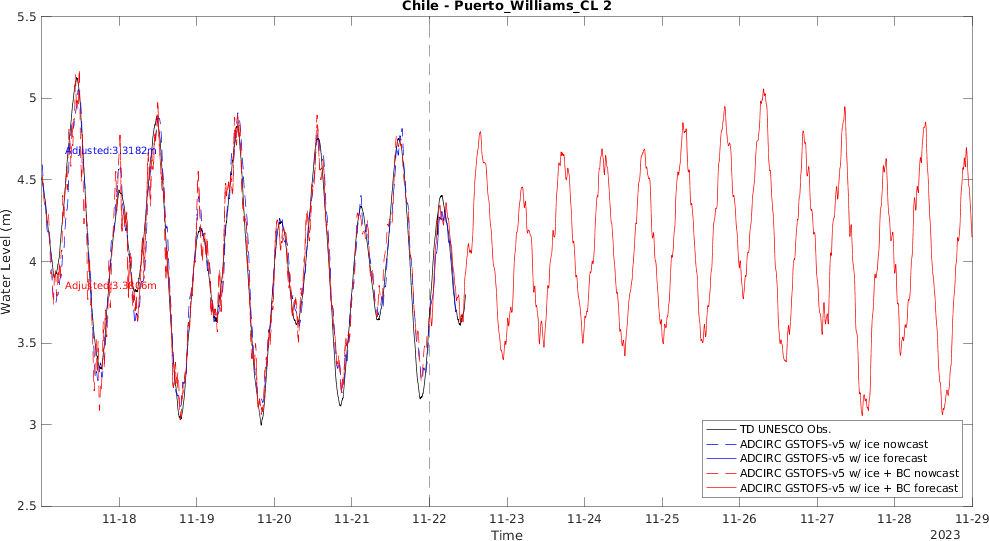 Chile - Puerto_Williams_CL 2
5.5
5
4.5
4
3.5
3
2.5
Water Level (m)
Adjusted:3.3182m
Adjusted:3.3806m
TD UNESCO Obs.
ADCIRC GSTOFS-v5 w/ ice nowcast
ADCIRC GSTOFS-v5 w/ ice forecast
ADCIRC GSTOFS-v5 w/ ice + BC nowcast
ADCIRC GSTOFS-v5 w/ ice + BC forecast
11-18 11-19 11-20 11-21 11-22 11-23 11-24 11-25 11-26 11-27 11-28 11-29
Time
2023